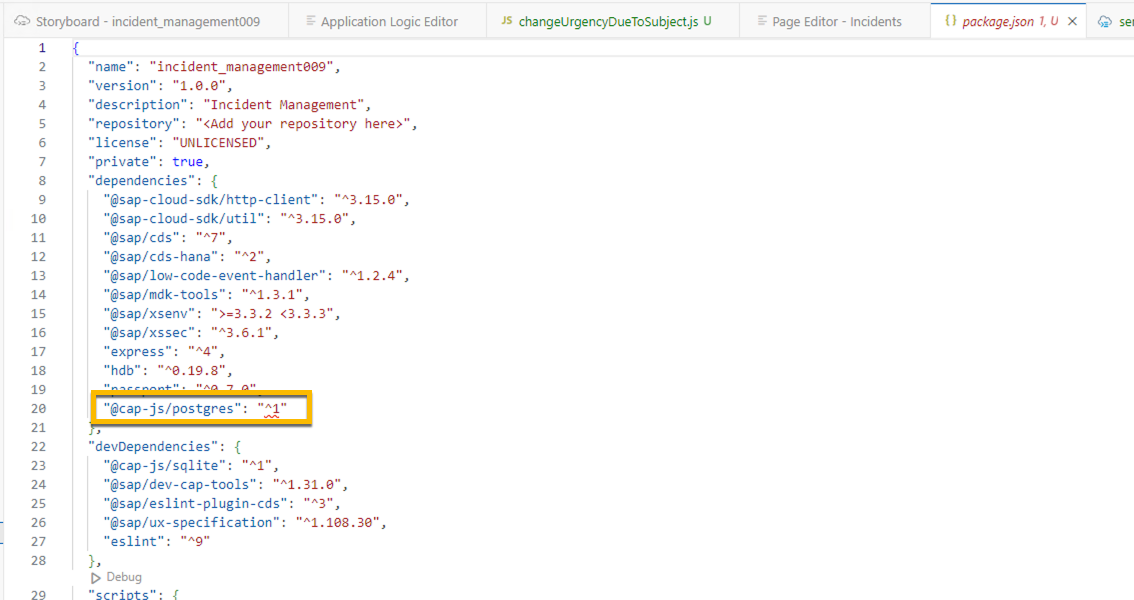 Storyboard - incident_management009
Application Logic Editor
JS changeUrgencyDueToSubject.js U
Page Editor - Incidents
{} package.json 1, U
ser
1 {
2 "name": "incident_management009",
3 "version": "1.0.0",
4 "description": "Incident Management",
5 "repository": "<Add your repository here>",
6 "license": "UNLICENSED",
7 "private": true,
8 "dependencies": {
9 "@sap-cloud-sdk/http-client": "^3.15.0",
10 "@sap-cloud-sdk/util": "^3.15.0",
11 "@sap/cds": "^7",
12 "@sap/cds-hana": "^2",
13 "@sap/low-code-event-handler": "^1.2.4",
14 "@sap/mdk-tools": "^1.3.1",
15 "@sap/xsenv": ">=3.3.2 <3.3.3",
16 "@sap/xssec": "^3.6.1",
17 "express": "^4",
18 "hdb": "^0.19.8",
19 "passport": "^0.7.0"
20 "@cap-js/postgres": "^1"
21 },
22 "devDependencies": {
23 "@cap-js/sqlite": "^1",
24 "@sap/dev-cap-tools": "^1.31.0",
25 "@sap/eslint-plugin-cds": "^3",
26 "@sap/ux-specification": "^1.108.30",
27 "eslint": "^9"
28 },
Debug
29 "scripts": {